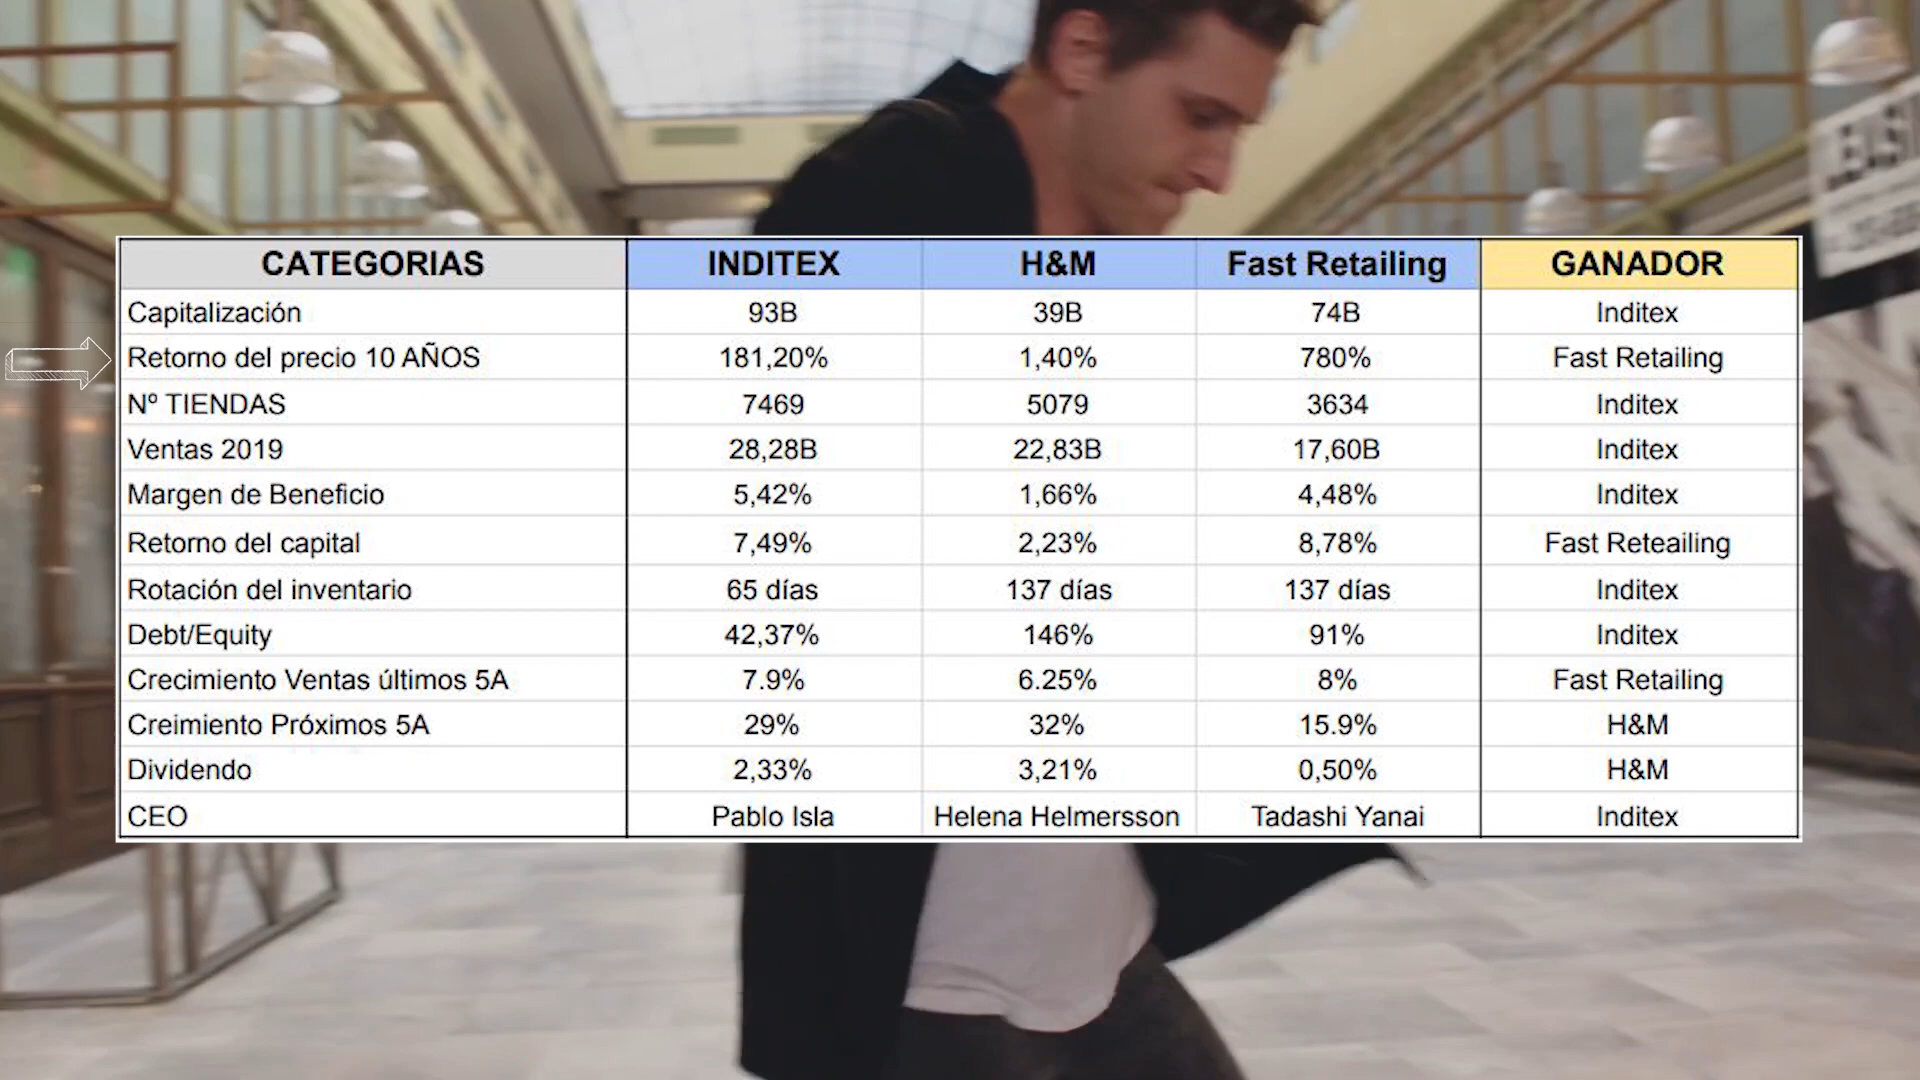 CATEGORIAS INDITEX H&M Fast Retailing GANADOR
Capitalización 93B 39B 74B Inditex
Retorno del precio 10 AÑOS 181,20% 1,40% 780% Fast Retailing
Nº TIENDAS 7469 5079 3634 Inditex
Ventas 2019 28,28B 22,83B 17,60B Inditex
Margen de Beneficio 5,42% 1,66% 4,48% Inditex
Retorno del capital 7,49% 2,23% 8,78% Fast Reteailing
Rotación del inventario 65 días 137 días 137 días Inditex
Debt/Equity 42,37% 146% 91% Inditex
Crecimiento Ventas últimos 5A 7.9% 6.25% 8% Fast Retailing
Creimiento Próximos 5A 29% 32% 15.9% H&M
Dividendo 2,33% 3,21% 0,50% H&M
CEO Pablo Isla Helena Helmersson Tadashi Yanai Inditex